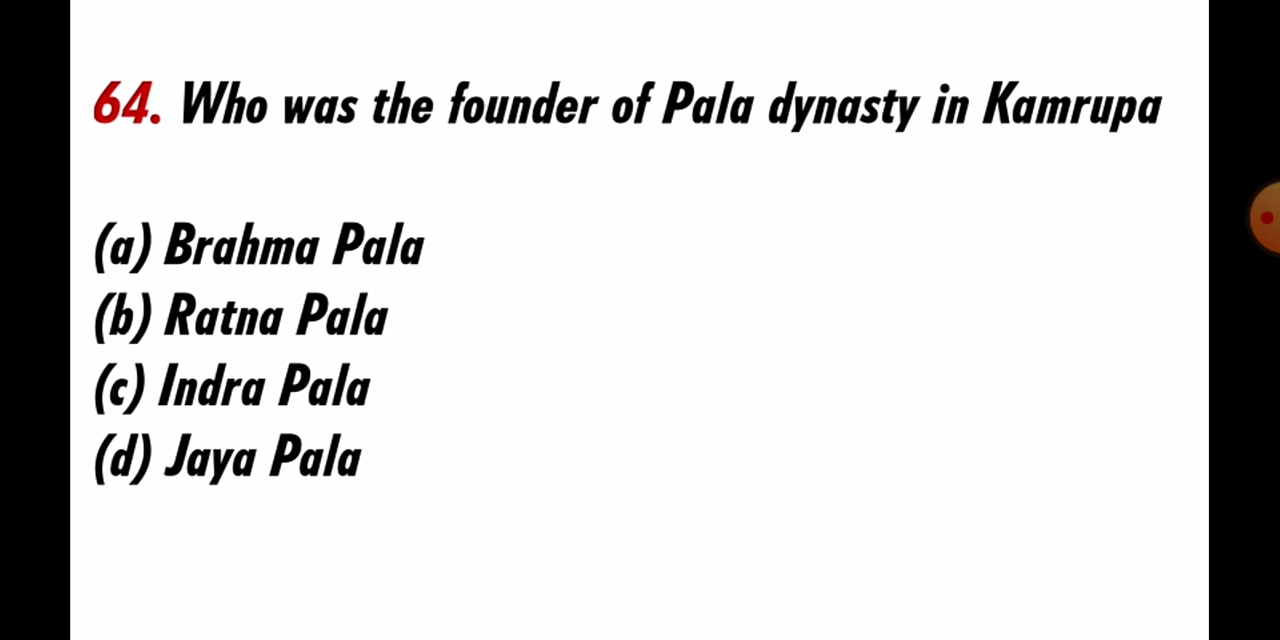 64. Who was the founder of Pala dynasty in Kamrupa
(a) Brahma Pala
(b) Ratna Pala
(c) Indra Pala
(d) Jaya Pala